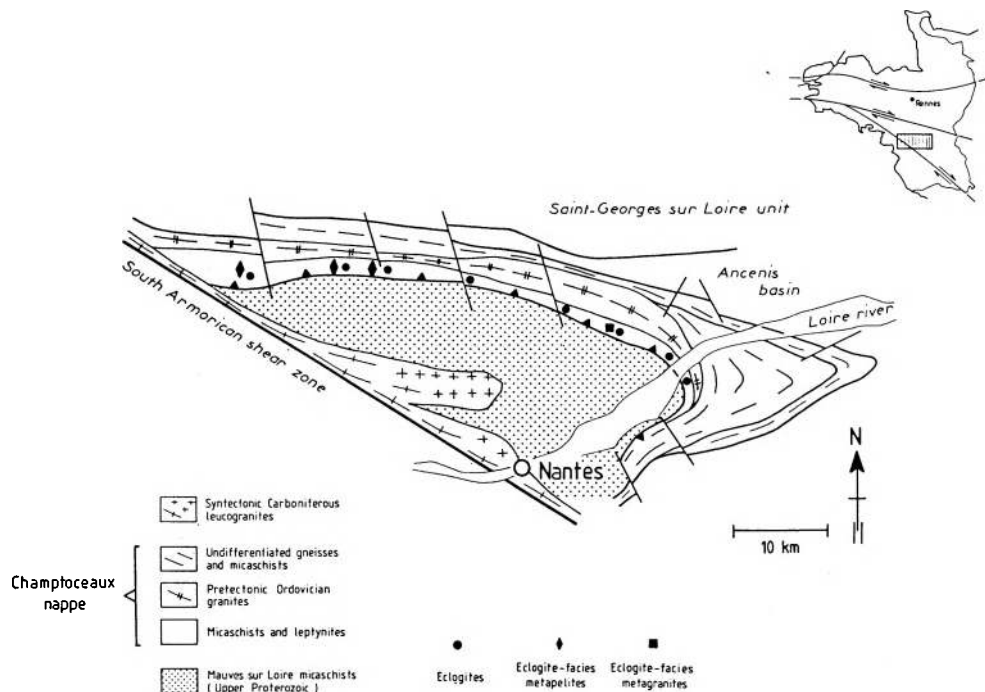 Rennes
Saint-Georges sur Loire unit
Ancenis
basin
Loire river
South Armorican shear zone
Nantes
N
10 km
Syntectonic Carboniferous
leucogranites
Undifferentiated gneisses
and micaschists
Champtoceaux
nappe
Pretectonic Ordovician
granites
Micaschists and leptynites
Mauves sur Loire micaschists
( Upper Proterozoic )
Eclogites
Eclogite-facies
metapelites
Eclogite-facies
metagranites